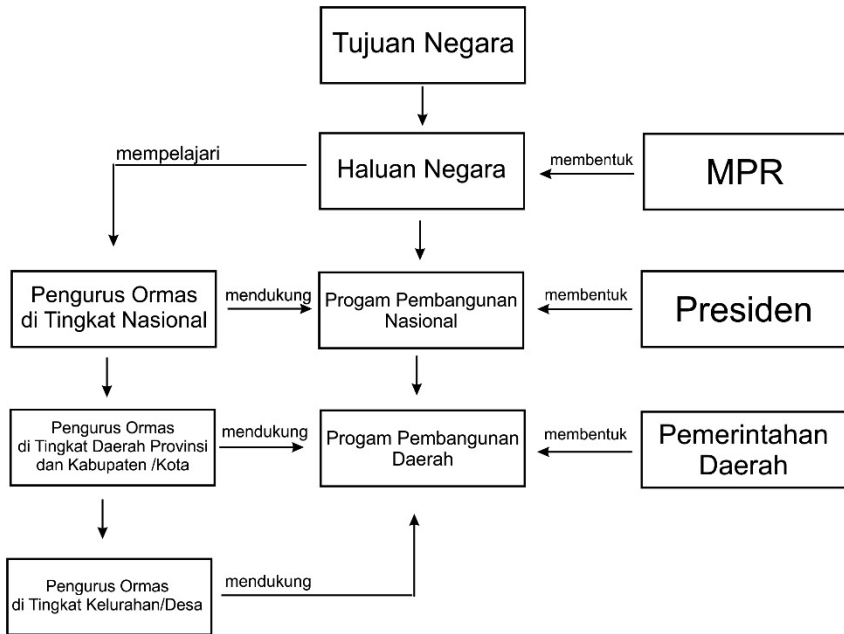 Tujuan Negara
mempelajari
Haluan Negara
membentuk
MPR
Pengurus Ormas
di Tingkat Nasional
mendukung
Progam Pembangunan
Nasional
membentuk
Presiden
Pengurus Ormas
di Tingkat Daerah Provinsi
dan Kabupaten /Kota
mendukung
Progam Pembangunan
Daerah
membentuk
Pemerintahan
Daerah
Pengurus Ormas
di Tingkat Kelurahan/Desa
mendukung